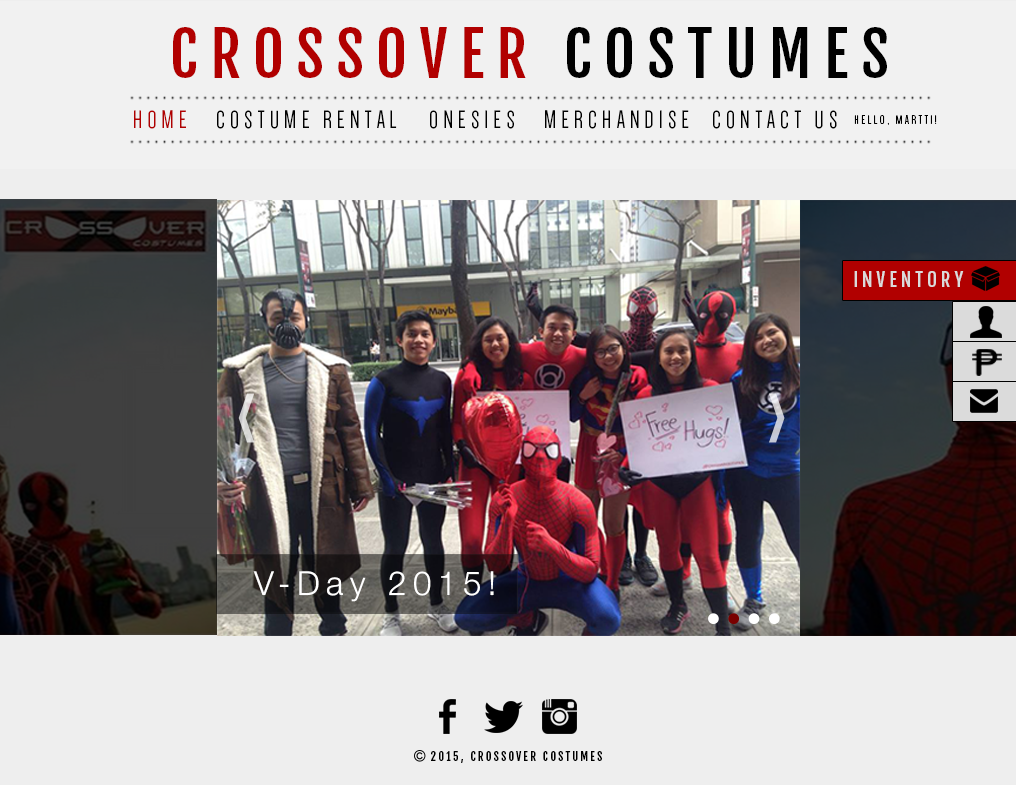 CROSSOVER COSTUMES
HOME COSTUME RENTAL ONESIES MERCHANDISE CONTACT US HELLO, MARTTI!
CROSSOVER
COSTUMES
INVENTORY
Free Hugs!
V-Day 2015!
© 2015, CROSSOVER COSTUMES